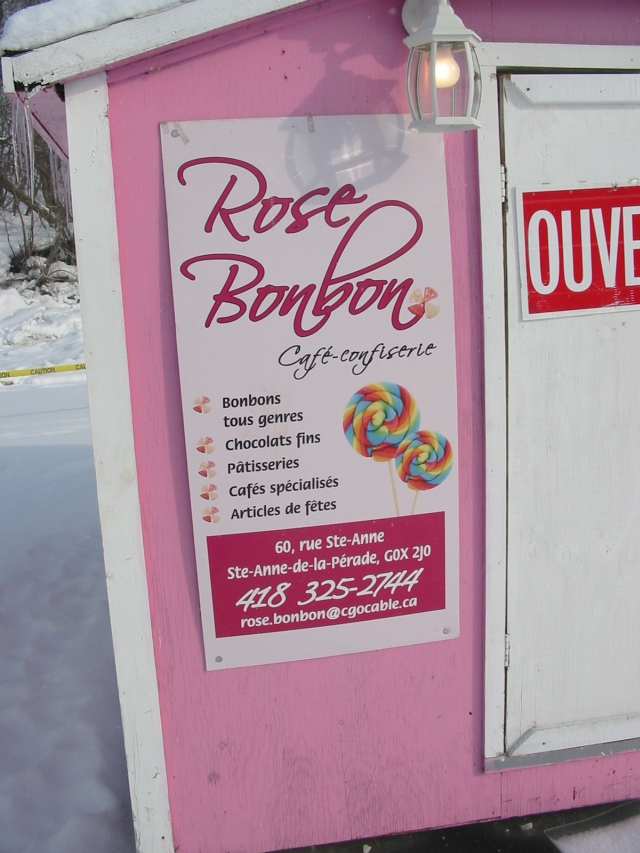 Rose
Bonbon
Café-confiserie
Bonbons
tous genres
Chocolats fins
Pâtisseries
Cafés spécialisés
Articles de fêtes
60, rue Ste-Anne
Ste-Anne-de-la-Pérade, G0X 2J0
418 325-2744
rose.bonbon@cgocable.ca
OUVE
CAUTION